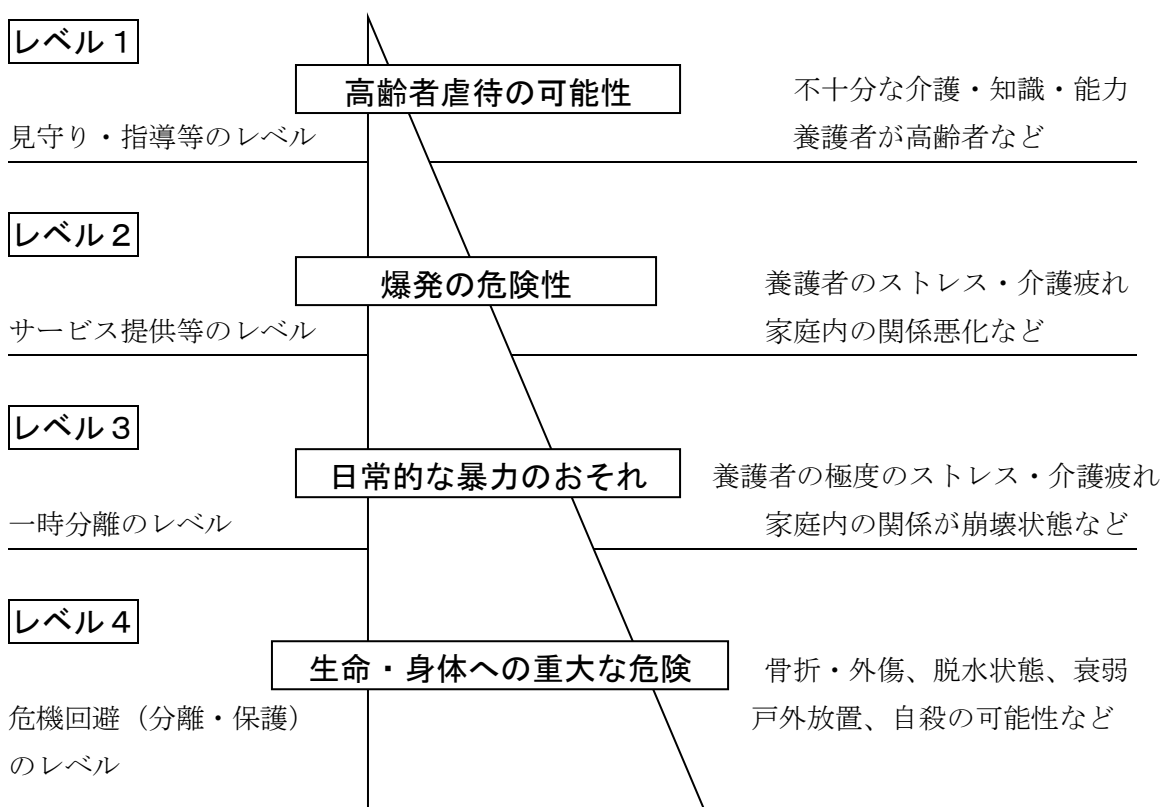 レベル1
高齢者虐待の可能性
不十分な介護・知識・能力
見守り・指導等のレベル
養護者が高齢者など
レベル2
爆発の危険性
養護者のストレス・介護疲れ
サービス提供等のレベル
家庭内の関係悪化など
レベル3
日常的な暴力のおそれ
養護者の極度のストレス・介護疲れ
一時分離のレベル
家庭内の関係が崩壊状態など
レベル4
生命・身体への重大な危険
骨折・外傷、脱水状態、衰弱
危機回避（分離・保護）
戸外放置、自殺の可能性など
のレベル